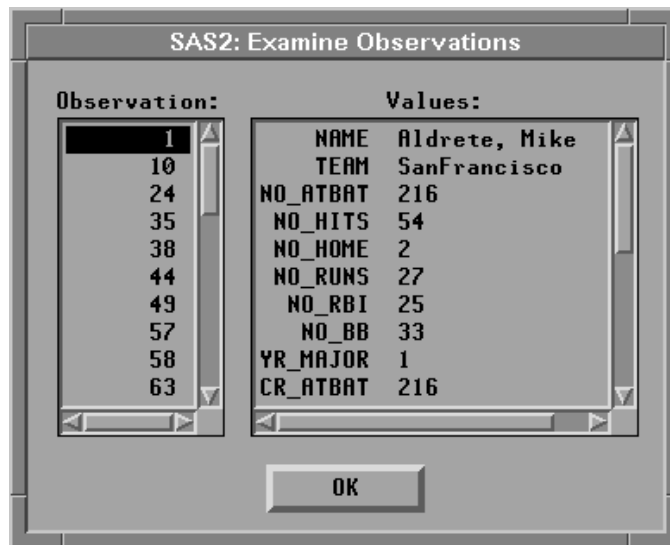 SAS2: Examine Observations
Observation:
1
10
24
35
38
44
49
57
58
63
Values:
NAME Aldrete, Mike
TEAM SanFrancisco
NO_ATBAT 216
NO_HITS 54
NO_HOME 2
NO_RUNS 27
NO_RBI 25
NO_BB 33
YR_MAJOR 1
CR_ATBAT 216
OK